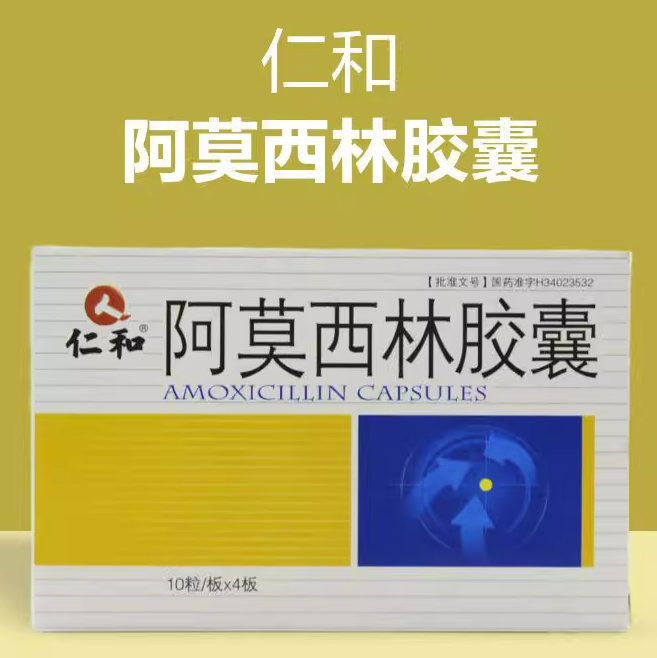 仁和
阿莫西林胶囊
【批准文号】国药准字H34023532
仁和®
阿莫西林胶囊
AMOXICILLIN CAPSULES
10粒/板x4板